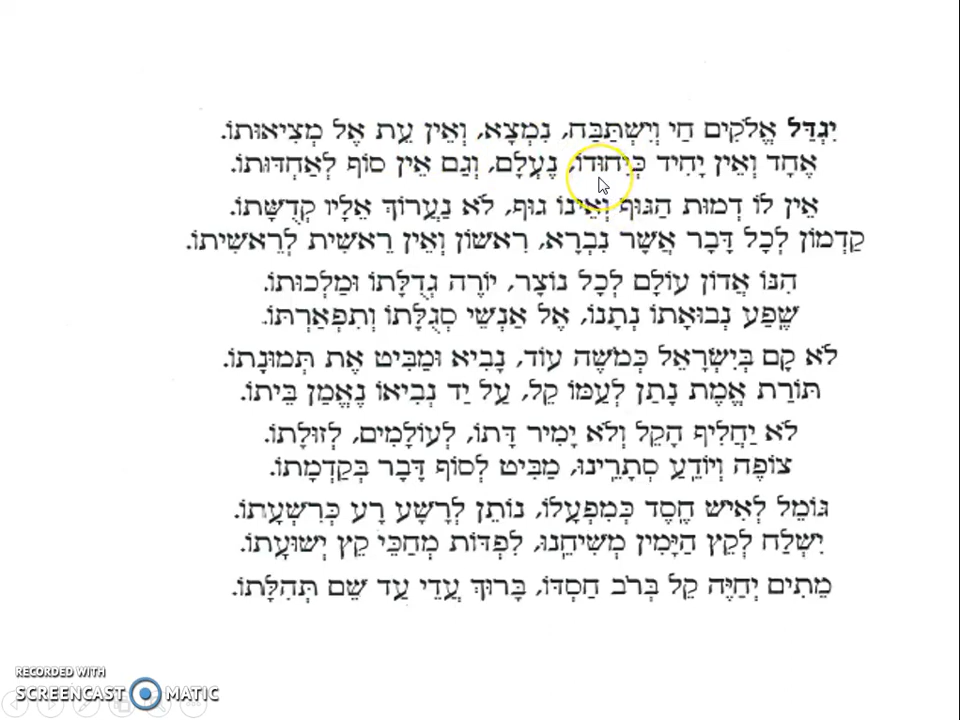 יִגְדַּל אֱלֹקִים חַי וְיִשְׁתַּבַּח, נִמְצָא, וְאֵין עֵת אֶל מְצִיאוּתוֹ.
אֶחָד וְאֵין יָחִיד כְּיִחוּדוֹ, נֶעְלָם, וְגַם אֵין סוֹף לְאַחְדּוּתוֹ.
אֵין לוֹ דְמוּת הַגּוּף וְאֵינוֹ גוּף, לֹא נַעֲרוֹךְ אֵלָיו קְדֻשָּׁתוֹ.
קַדְמוֹן לְכָל דָּבָר אֲשֶׁר נִבְרָא, רִאשׁוֹן וְאֵין רֵאשִׁית לְרֵאשִׁיתוֹ.
הִנּוֹ אֲדוֹן עוֹלָם לְכָל נוֹצָר, יוֹרֶה גְדֻלָּתוֹ וּמַלְכוּתוֹ.
שֶׁפַע נְבוּאָתוֹ נְתָנוֹ, אֶל אַנְשֵׁי סְגֻלָּתוֹ וְתִפְאַרְתּוֹ.
לֹא קָם בְּיִשְׂרָאֵל כְּמֹשֶׁה עוֹד, נָבִיא וּמַבִּיט אֶת תְּמוּנָתוֹ.
תּוֹרַת אֱמֶת נָתַן לְעַמּוֹ קֵל, עַל יַד נְבִיאוֹ נֶאֱמַן בֵּיתוֹ.
לֹא יַחֲלִיף הָקֵל וְלֹא יָמִיר דָּתוֹ, לְעוֹלָמִים, לְזוּלָתוֹ.
צוֹפֶה וְיוֹדֵעַ סְתָרֵינוּ, מַבִּיט לְסוֹף דָּבָר בְּקַדְמָתוֹ.
גּוֹמֵל לְאִישׁ חֶסֶד כְּמִפְעָלוֹ, נוֹתֵן לְרָשָׁע רָע כְּרִשְׁעָתוֹ.
יִשְׁלַח לְקֵץ הַיָּמִין מְשִׁיחֵנוּ, לִפְדּוֹת מְחַכֵּי קֵץ יְשׁוּעָתוֹ.
מֵתִים יְחַיֶּה קֵל בְּרֹב חַסְדּוֹ, בָּרוּךְ עֲדֵי עַד שֵׁם תְּהִלָּתוֹ.
RECORDED WITH
SCREENCAST MATIC